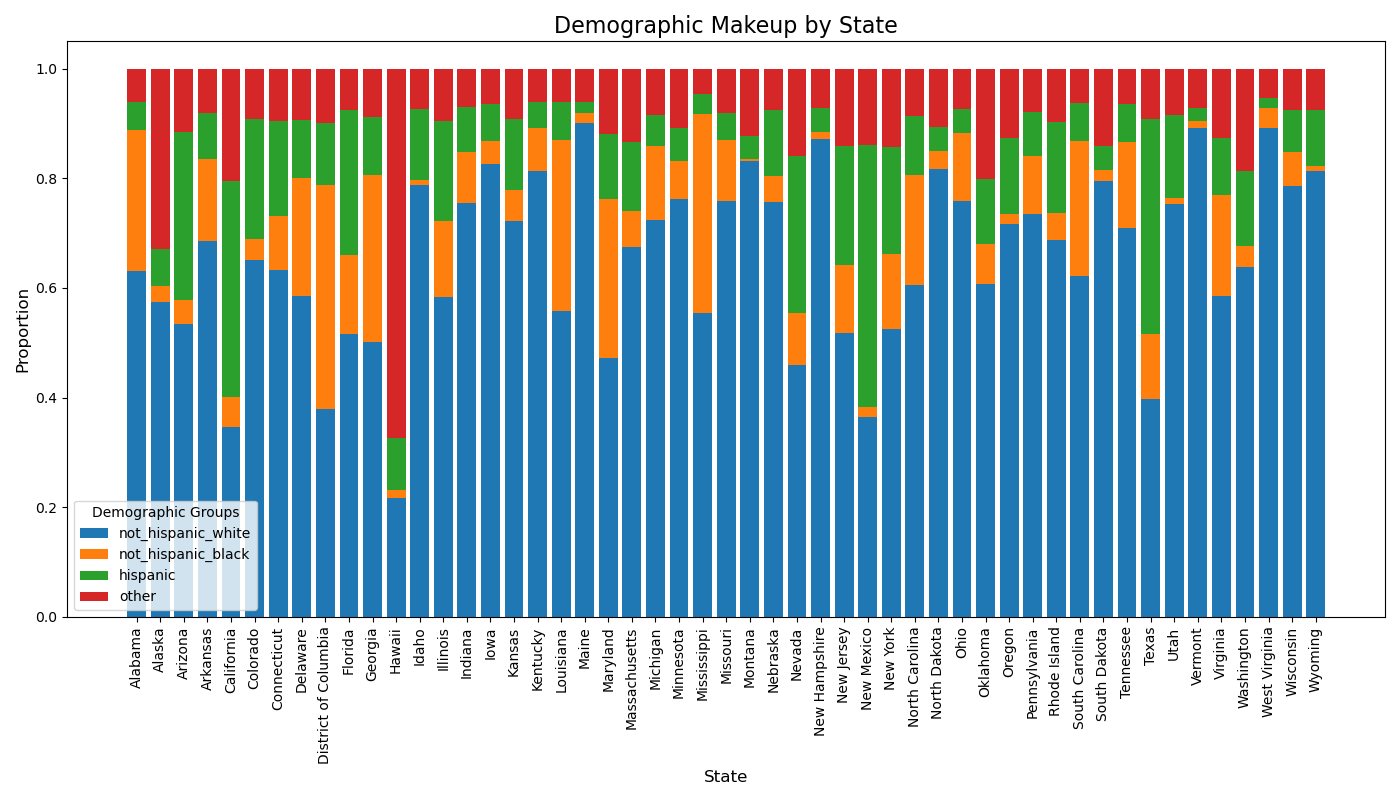 Demographic Makeup by State
Proportion
1.0
0.8
0.6
0.4
0.2
0.0
Demographic Groups
not_hispanic_white
not_hispanic_black
hispanic
other
Alabama
Alaska
Arizona
Arkansas
California
Colorado
Connecticut
Delaware
District of Columbia
Florida
Georgia
Hawaii
Idaho
Illinois
Indiana
Iowa
Kansas
Kentucky
Louisiana
Maine
Maryland
Massachusetts
Michigan
Minnesota
Mississippi
Missouri
Montana
Nebraska
Nevada
New Hampshire
New Jersey
New Mexico
New York
North Carolina
North Dakota
Ohio
Oklahoma
Oregon
Pennsylvania
Rhode Island
South Carolina
South Dakota
Tennessee
Texas
Utah
Vermont
Virginia
Washington
West Virginia
Wisconsin
Wyoming
State